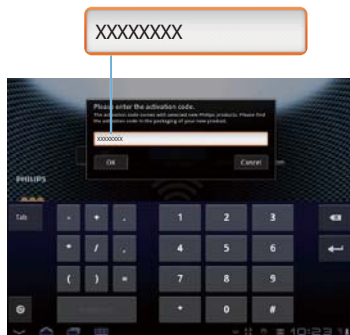 XXXXXXXX
Please enter the activation code.
The activation code comes with selected new Philips products. Please find
the activation code in the packaging of your new product.
XXXXXXXX
OK
Cancel
PHILIPS
Tab
- + . 1 2 3
* / , 4 5 6
( ) = 7 8 9
* 0 #
10:23